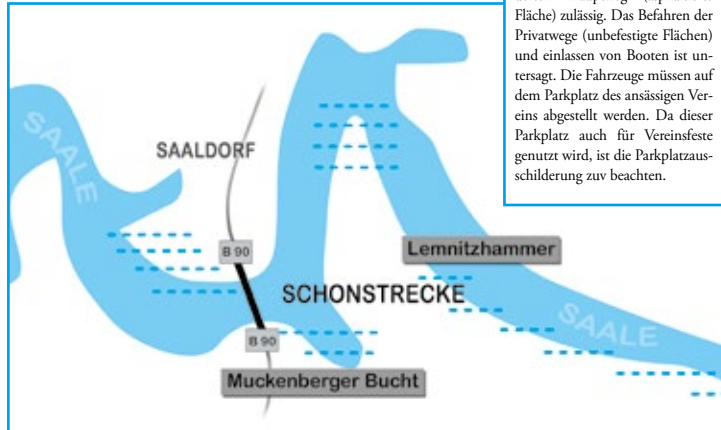 Fläche) zulässig. Das Befahren der
Privatwege (unbefestigte Flächen)
und einlassen von Booten ist un-
tersagt. Die Fahrzeuge müssen auf
dem Parkplatz des ansässigen Ver-
eins abgestellt werden. Da dieser
Parkplatz auch für Vereinsfeste
genutzt wird, ist die Parkplatzaus-
schilderung zuv beachten.
SAALE
SAALDORF
B 90
Lemnitzhammer
SCHONSTRECKE
SAALE
B 90
Muckenberger Bucht